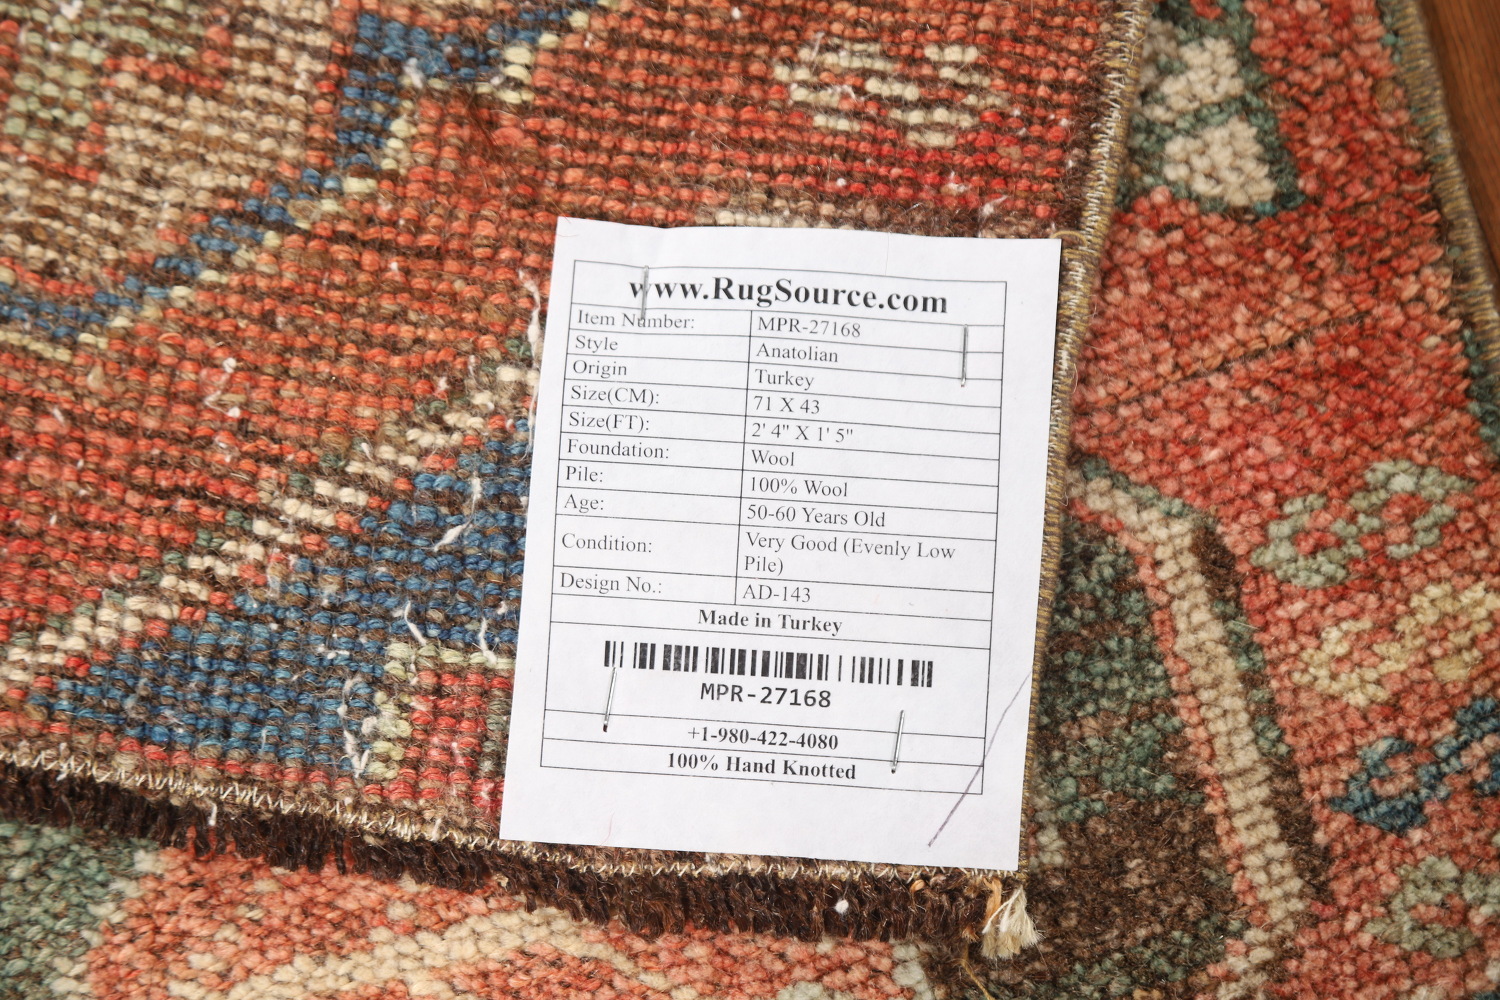 www.RugSource.com
Item Number: MPR-27168
Style Anatolian
Origin Turkey
Size(CM): 71 X 43
Size(FT): 2' 4" X 1' 5"
Foundation: Wool
Pile: 100% Wool
Age: 50-60 Years Old
Condition: Very Good (Evenly Low
Pile)
Design No.: AD-143
Made in Turkey
MPR-27168
+1-980-422-4080
100% Hand Knotted